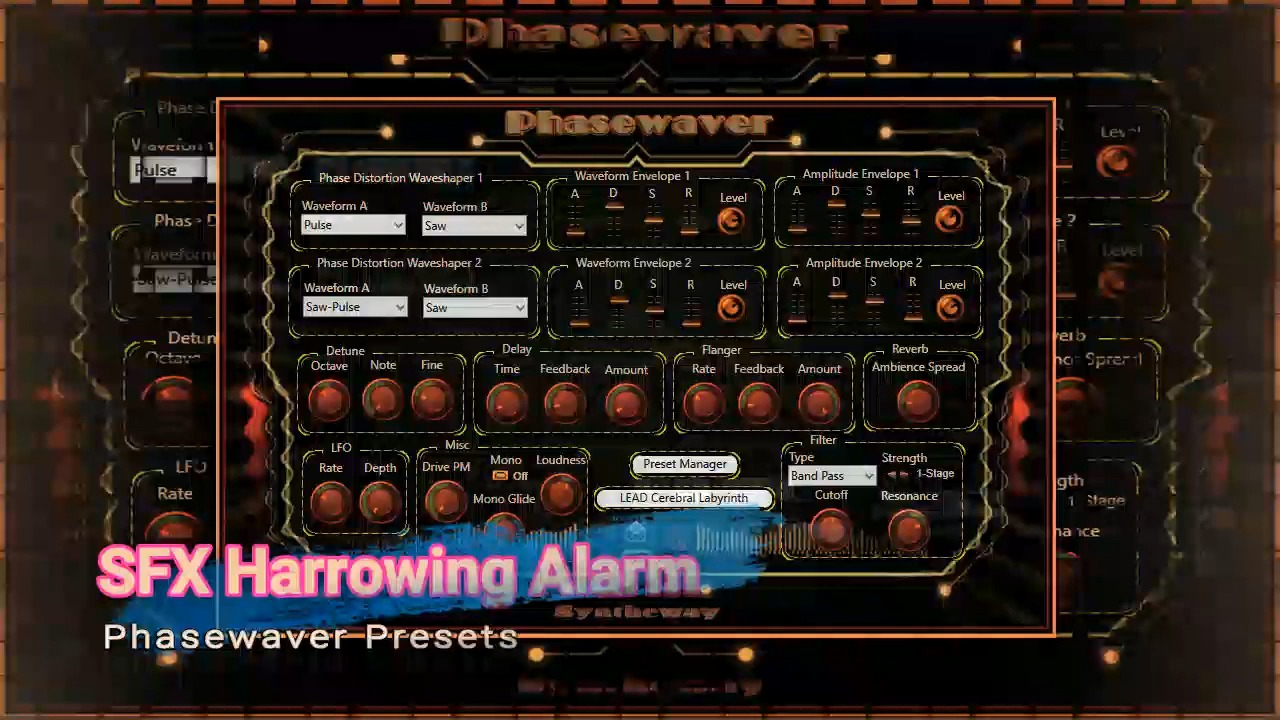 Phasewaver
Phasewaver
Phase Distortion Waveshaper 1
Waveform A
Waveform B
Pulse
Saw
Waveform Envelope 1
A D S R
Level
Amplitude Envelope 1
A D S R
Level
Phase Distortion Waveshaper 2
Waveform A
Waveform B
Saw-Pulse
Saw
Waveform Envelope 2
A D S R
Level
Amplitude Envelope 2
A D S R
Level
Detune
Octave Note Fine
Delay
Time Feedback Amount
Flanger
Rate Feedback Amount
Reverb
Ambience Spread
LFO
Rate Depth
Misc
Drive PM
Mono
Off
Mono Glide
Loudness
Preset Manager
LEAD Cerebral Labyrinth
Filter
Type
Band Pass
Strength
1-Stage
Cutoff
Resonance
SFX Harrowing Alarm
Phasewaver Presets
Syntheway
Pulse
Rate